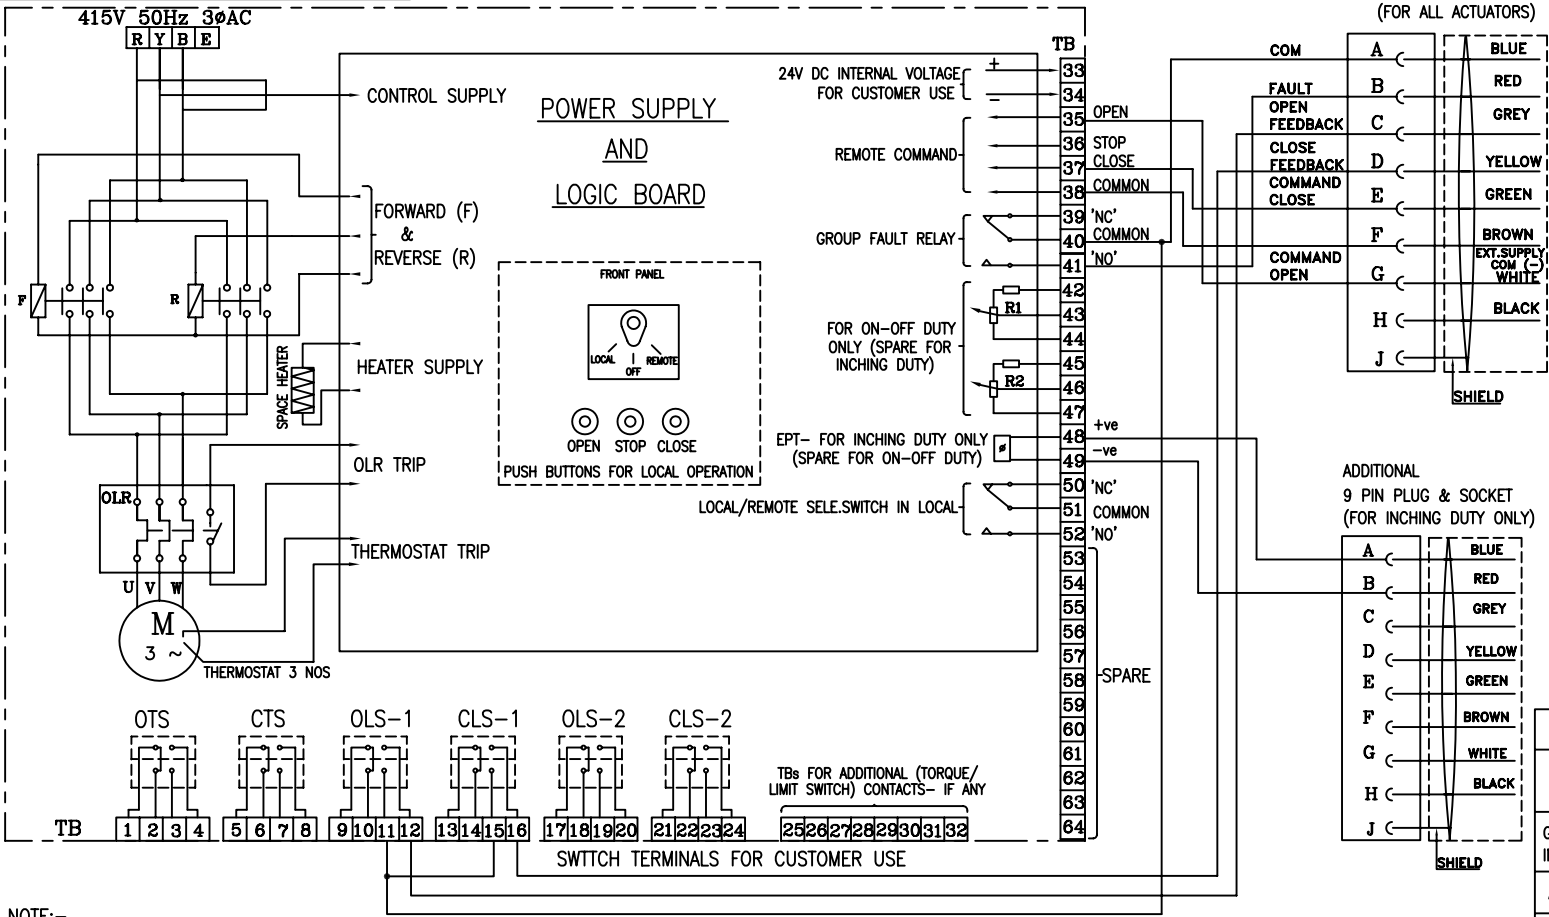 415V 50Hz 3øAC
R Y B E
CONTROL SUPPLY
POWER SUPPLY
AND
LOGIC BOARD
FORWARD (F)
&
REVERSE (R)
F
R
SPACE HEATER
HEATER SUPPLY
OLR TRIP
OLR
THERMOSTAT TRIP
U V W
M
3 ~
THERMOSTAT 3 NOS
FRONT PANEL
LOCAL
OFF
REMOTE
OPEN STOP CLOSE
PUSH BUTTONS FOR LOCAL OPERATION
24V DC INTERNAL VOLTAGE
FOR CUSTOMER USE
+
−
REMOTE COMMAND
GROUP FAULT RELAY
FOR ON-OFF DUTY
ONLY (SPARE FOR
INCHING DUTY)
R1
R2
EPT- FOR INCHING DUTY ONLY
(SPARE FOR ON-OFF DUTY)
ø
LOCAL/REMOTE SELE.SWITCH IN LOCAL
TB
33
34
35 OPEN
36 STOP
37 CLOSE
38 COMMON
39 'NC'
40 COMMON
41 'NO'
42
43
44
45
46
47
48 +ve
49 -ve
50 'NC'
51 COMMON
52 'NO'
53
54
55
56
57
58
59
60
61
62
63
64
SPARE
(FOR ALL ACTUATORS)
COM A BLUE
FAULT B RED
OPEN
FEEDBACK C GREY
CLOSE
FEEDBACK D YELLOW
COMMAND
CLOSE E GREEN
F BROWN
EXT.SUPPLY
COM (-)
COMMAND
OPEN G WHITE
H BLACK
J
SHIELD
ADDITIONAL
9 PIN PLUG & SOCKET
(FOR INCHING DUTY ONLY)
A BLUE
B RED
C GREY
D YELLOW
E GREEN
F BROWN
G WHITE
H BLACK
J
SHIELD
OTS CTS OLS-1 CLS-1 OLS-2 CLS-2
TBs FOR ADDITIONAL (TORQUE/
LIMIT SWITCH) CONTACTS- IF ANY
TB 1 2 3 4 5 6 7 8 9 10 11 12 13 14 15 16 17 18 19 20 21 22 23 24 25 26 27 28 29 30 31 32
SWTTCH TERMINALS FOR CUSTOMER USE
NOTE:-